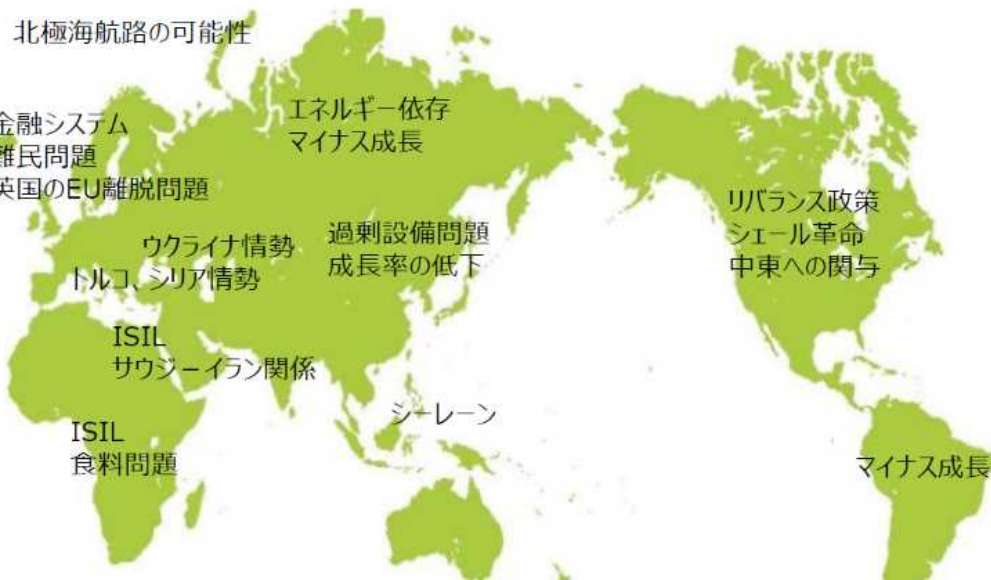 北極海航路の可能性
金融システム
難民問題
英国のEU離脱問題
エネルギー依存
マイナス成長
ウクライナ情勢
トルコ、シリア情勢
過剰設備問題
成長率の低下
リバランス政策
シェール革命
中東への関与
ISIL
サウジーイラン関係
シーレーン
ISIL
食料問題
マイナス成長